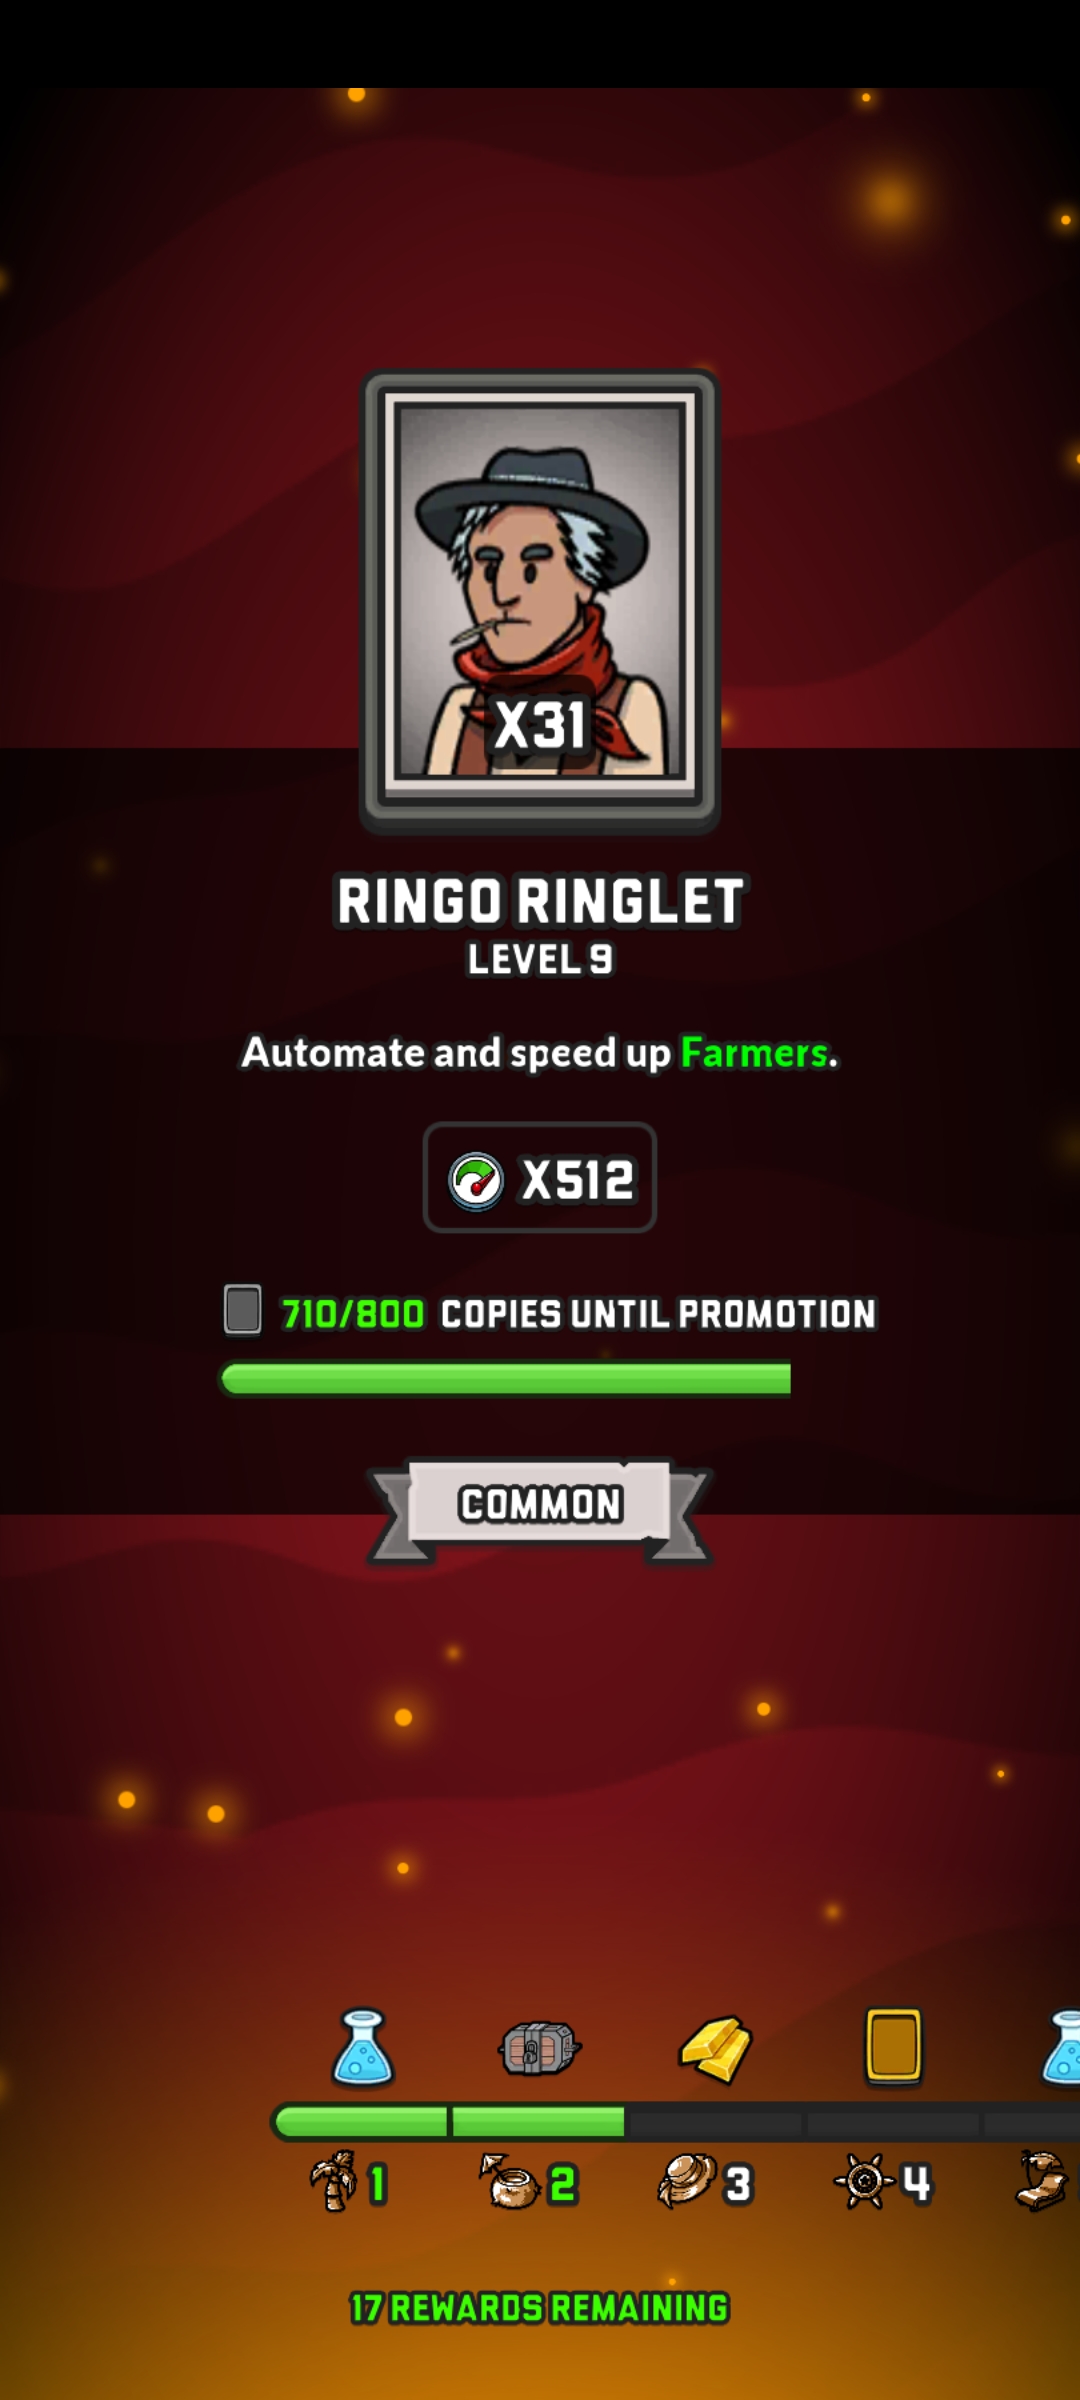 X31
RINGO RINGLET
LEVEL 9
Automate and speed up Farmers.
X512
710/800 COPIES UNTIL PROMOTION
COMMON
1 2 3 4
17 REWARDS REMAINING